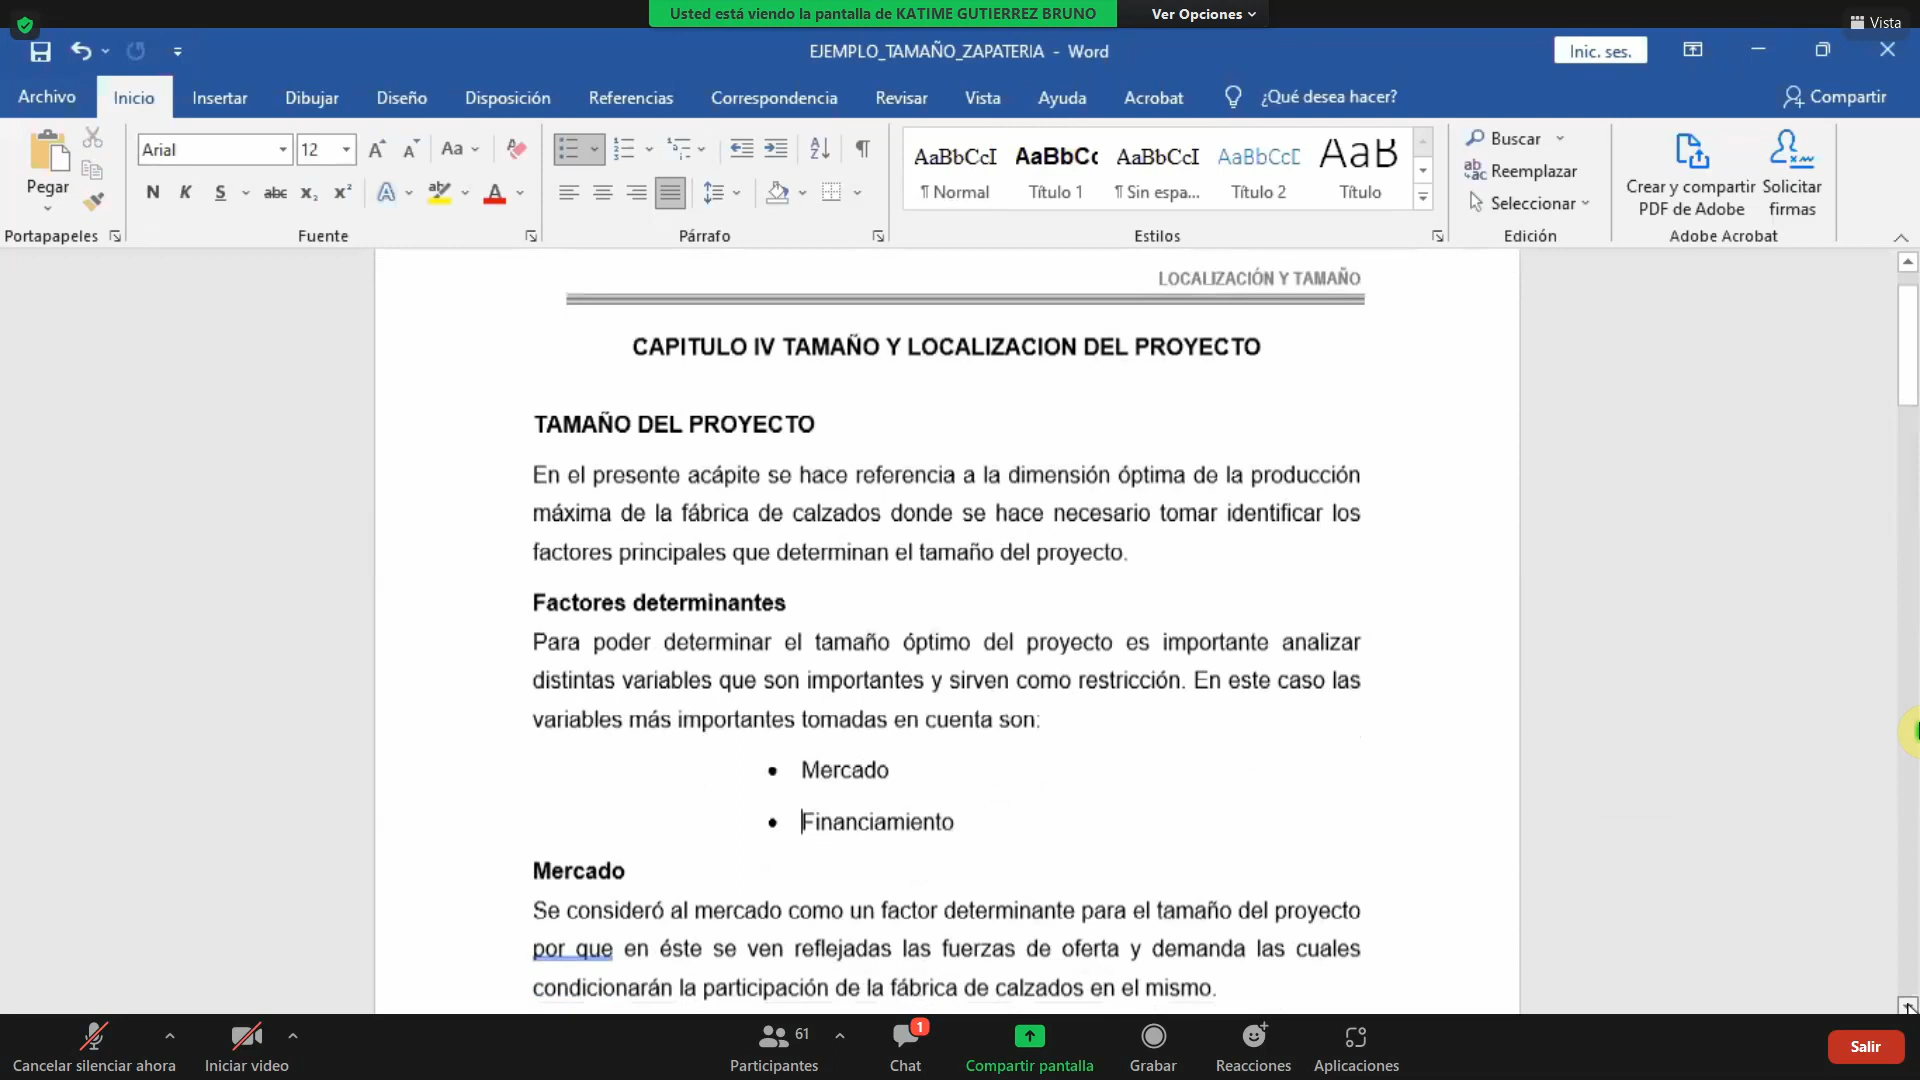 Usted está viendo la pantalla de KATIME GUTIERREZ BRUNO
Ver Opciones
Vista
EJEMPLO_TAMAÑO_ZAPATERIA - Word
Inic. ses.
Archivo Inicio Insertar Dibujar Diseño Disposición Referencias Correspondencia Revisar Vista Ayuda Acrobat ¿Qué desea hacer? Compartir
Pegar
Portapapeles
Arial 12
Aa
N K S abc x₂ x² A A
Fuente
Párrafo
AaBbCcI AaBbCc AaBbCcI AaBbCcD AaB
¶ Normal Título 1 ¶ Sin espa... Título 2 Título
Estilos
Buscar
Reemplazar
Seleccionar
Edición
Crear y compartir
PDF de Adobe
Solicitar
firmas
Adobe Acrobat
LOCALIZACIÓN Y TAMAÑO
CAPITULO IV TAMAÑO Y LOCALIZACION DEL PROYECTO
TAMAÑO DEL PROYECTO
En el presente acápite se hace referencia a la dimensión óptima de la producción
máxima de la fábrica de calzados donde se hace necesario tomar identificar los
factores principales que determinan el tamaño del proyecto.
Factores determinantes
Para poder determinar el tamaño óptimo del proyecto es importante analizar
distintas variables que son importantes y sirven como restricción. En este caso las
variables más importantes tomadas en cuenta son:
• Mercado
• Financiamiento
Mercado
Se consideró al mercado como un factor determinante para el tamaño del proyecto
por que en éste se ven reflejadas las fuerzas de oferta y demanda las cuales
condicionarán la participación de la fábrica de calzados en el mismo.
Cancelar silenciar ahora
Iniciar video
61
Participantes
1
Chat
Compartir pantalla
Grabar
Reacciones
Aplicaciones
Salir